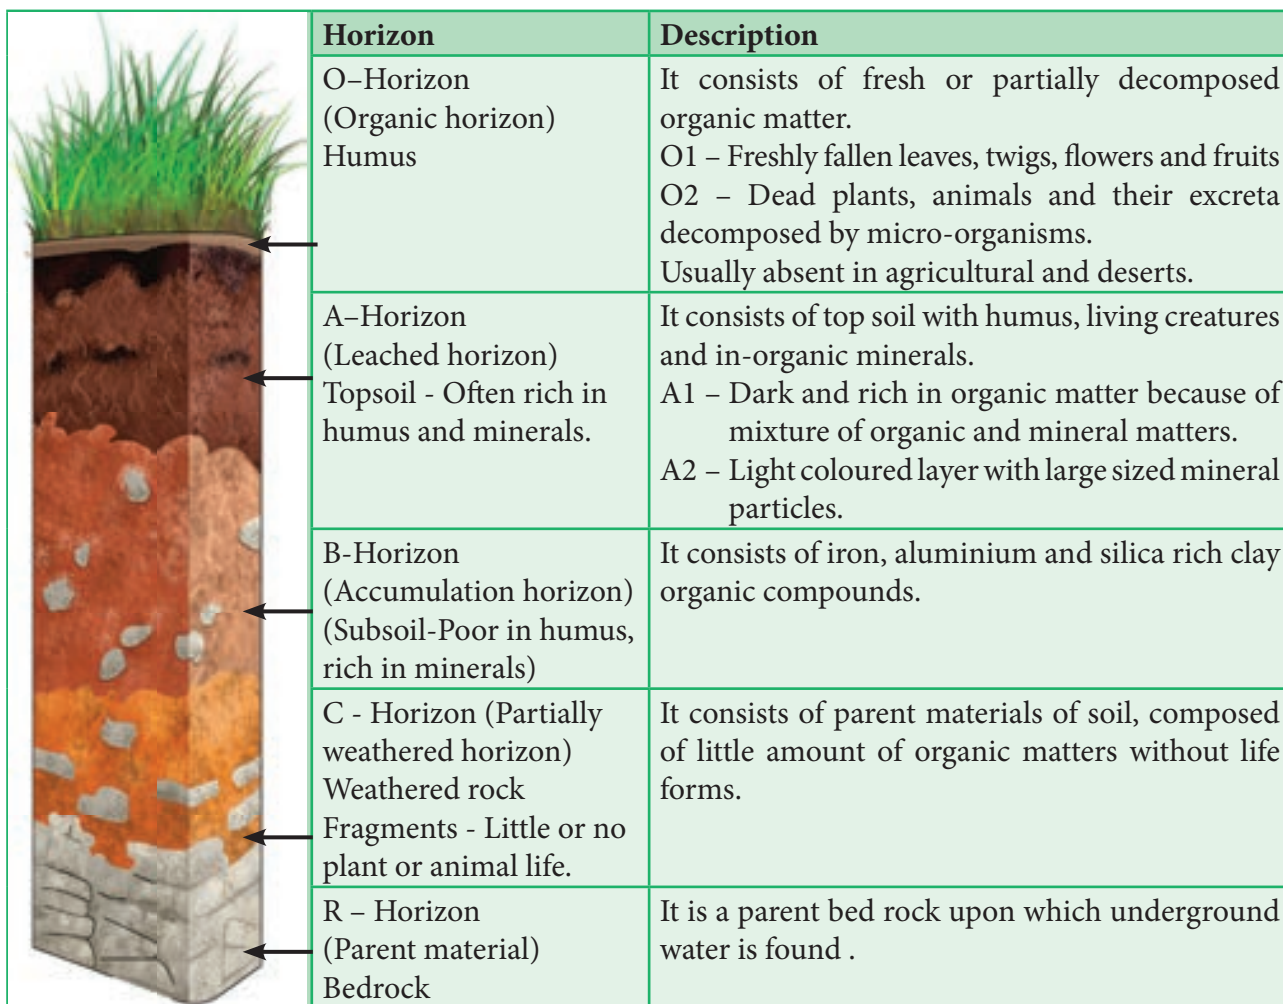 Horizon
Description
O–Horizon
(Organic horizon)
Humus
It consists of fresh or partially decomposed
organic matter.
O1 – Freshly fallen leaves, twigs, flowers and fruits
O2 – Dead plants, animals and their excreta
decomposed by micro-organisms.
Usually absent in agricultural and deserts.
A–Horizon
(Leached horizon)
Topsoil - Often rich in
humus and minerals.
It consists of top soil with humus, living creatures
and in-organic minerals.
A1 – Dark and rich in organic matter because of
mixture of organic and mineral matters.
A2 – Light coloured layer with large sized mineral
particles.
B-Horizon
(Accumulation horizon)
(Subsoil-Poor in humus,
rich in minerals)
It consists of iron, aluminium and silica rich clay
organic compounds.
C - Horizon (Partially
weathered horizon)
Weathered rock
Fragments - Little or no
plant or animal life.
It consists of parent materials of soil, composed
of little amount of organic matters without life
forms.
R – Horizon
(Parent material)
Bedrock
It is a parent bed rock upon which underground
water is found .